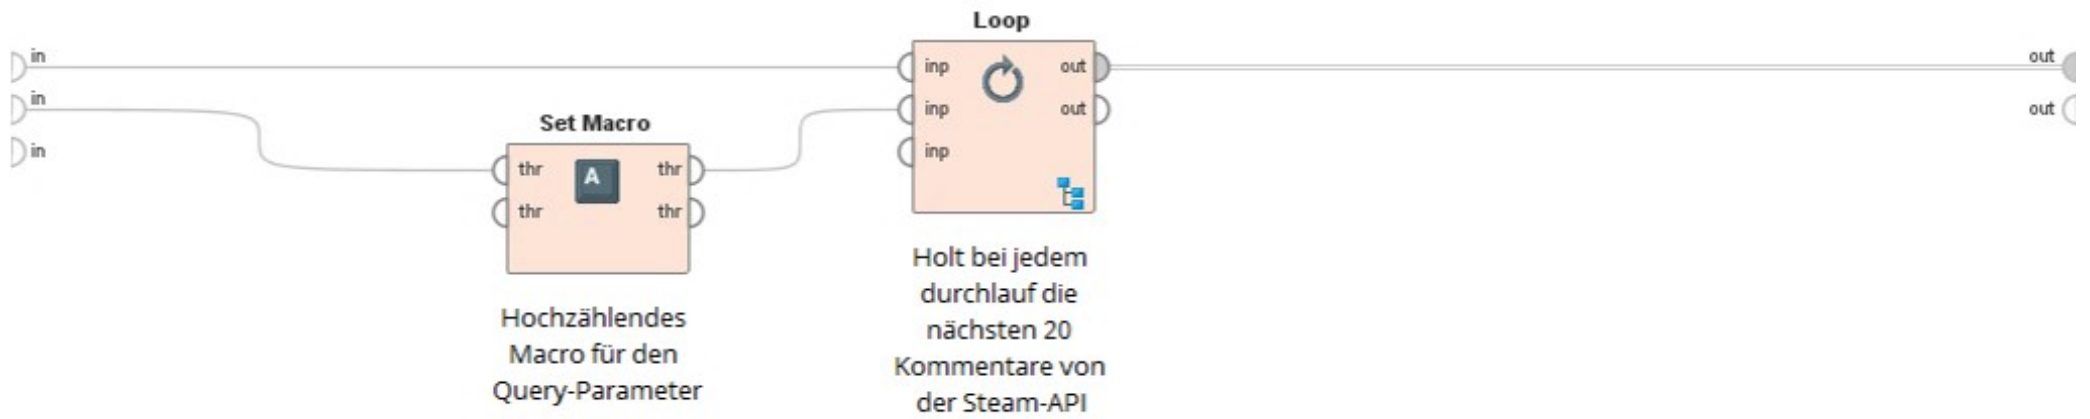 Loop
in
inp
out
out
in
inp
out
out
in
inp
Set Macro
thr
thr
thr
thr
A
Holt bei jedem
durchlauf die
nächsten 20
Kommentare von
der Steam-API
Hochzählendes
Macro für den
Query-Parameter